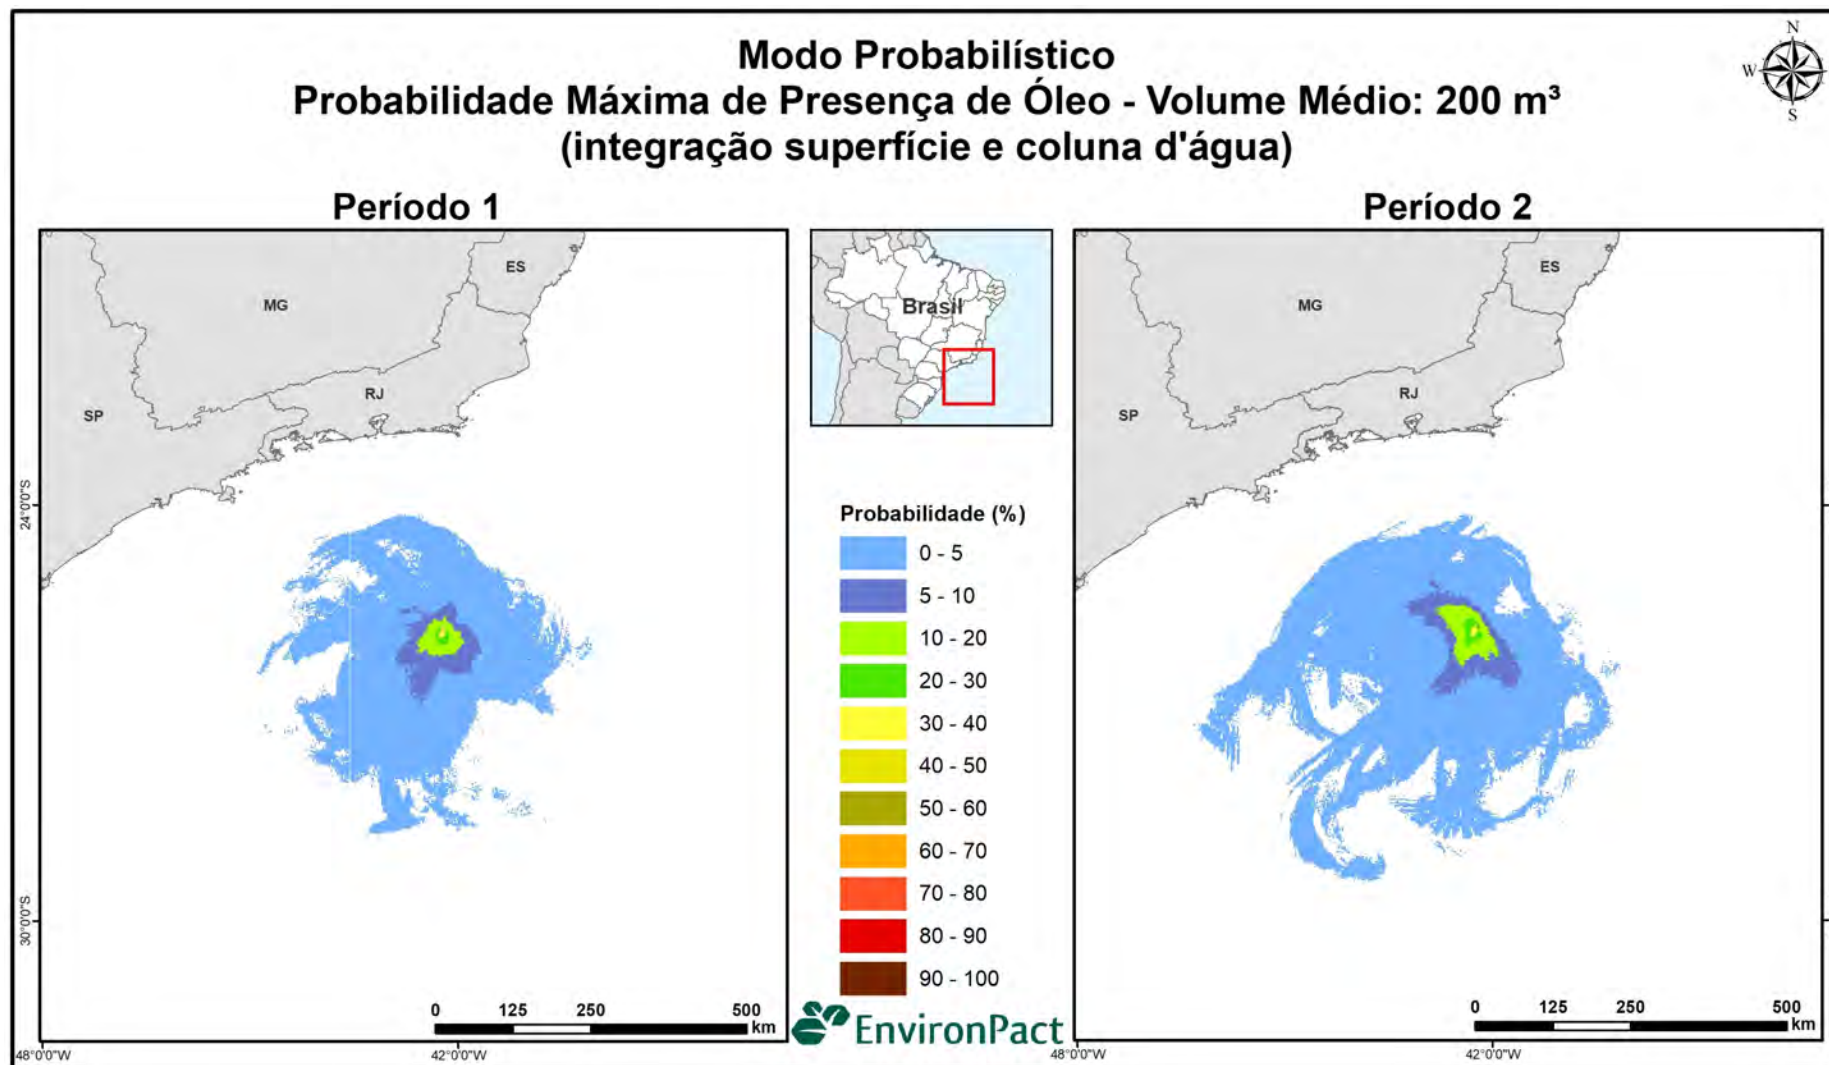 Modo Probabilístico
Probabilidade Máxima de Presença de Óleo - Volume Médio: 200 m³
(integração superfície e coluna d'água)
N
W
S
Período 1
Período 2
ES
MG
RJ
SP
24°0'0"S
30°0'0"S
0 125 250 500
km
48°0'0"W
42°0'0"W
Brasil
Probabilidade (%)
0 - 5
5 - 10
10 - 20
20 - 30
30 - 40
40 - 50
50 - 60
60 - 70
70 - 80
80 - 90
90 - 100
EnvironPact
ES
MG
RJ
SP
0 125 250 500
km
48°0'0"W
42°0'0"W